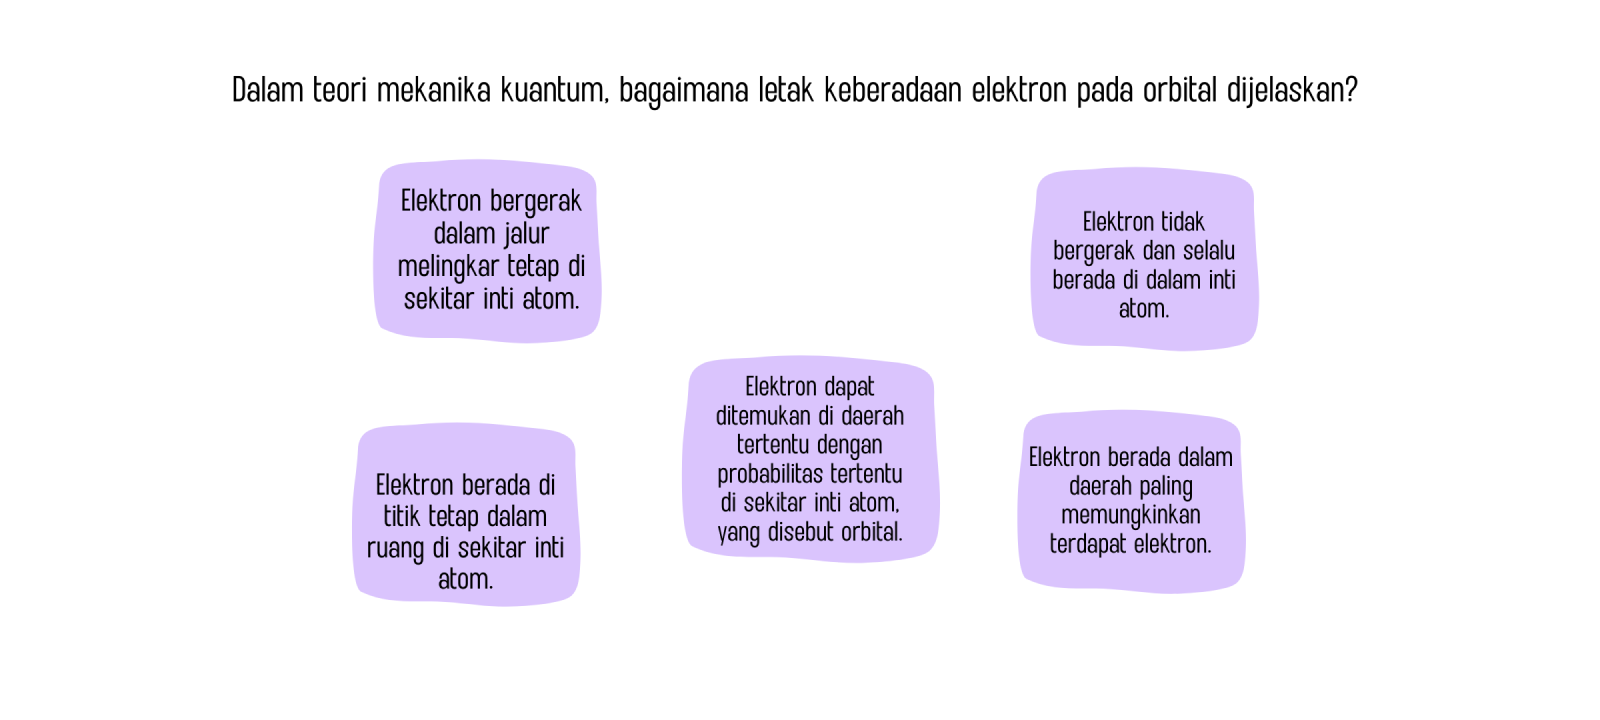 Dalam teori mekanika kuantum, bagaimana letak keberadaan elektron pada orbital dijelaskan?
Elektron bergerak
dalam jalur
melingkar tetap di
sekitar inti atom.
Elektron tidak
bergerak dan selalu
berada di dalam inti
atom.
Elektron dapat
ditemukan di daerah
tertentu dengan
probabilitas tertentu
di sekitar inti atom,
yang disebut orbital.
Elektron berada di
titik tetap dalam
ruang di sekitar inti
atom.
Elektron berada dalam
daerah paling
memungkinkan
terdapat elektron.